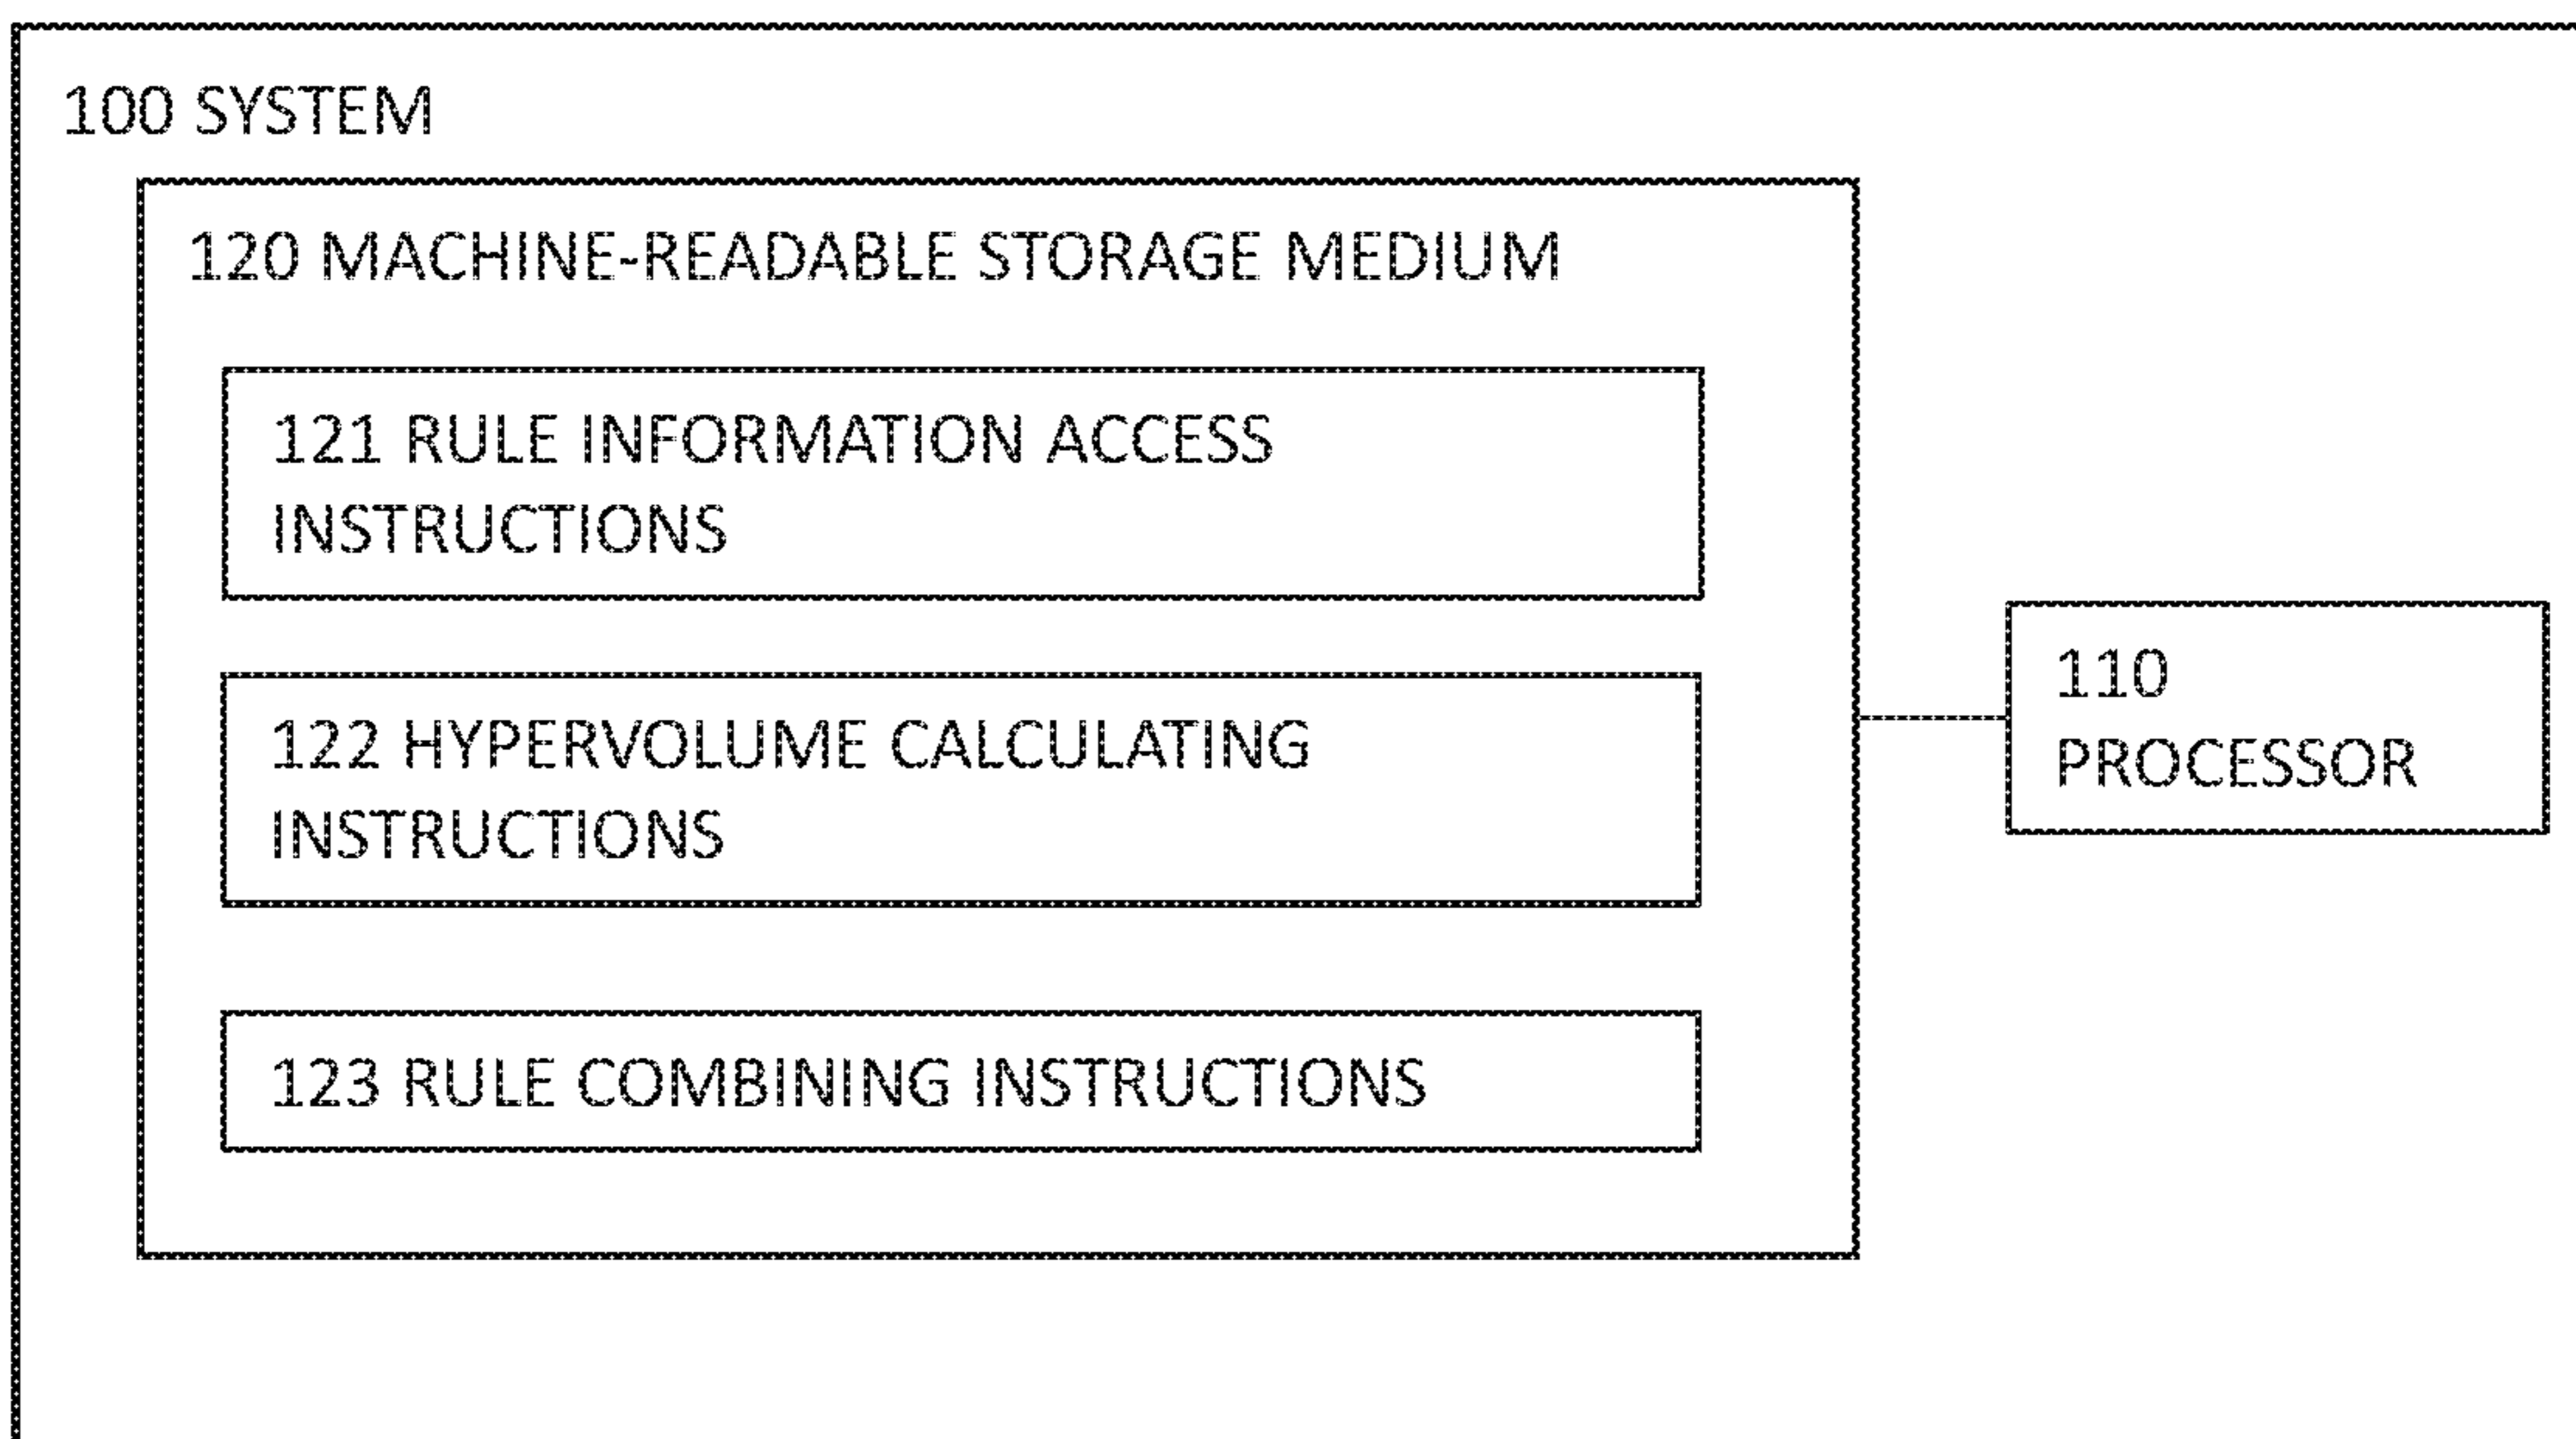 100 SYSTEM
120 MACHINE-READABLE STORAGE MEDIUM
121 RULE INFORMATION ACCESS
INSTRUCTIONS
122 HYPERVOLUME CALCULATING
INSTRUCTIONS
123 RULE COMBINING INSTRUCTIONS
110
PROCESSOR